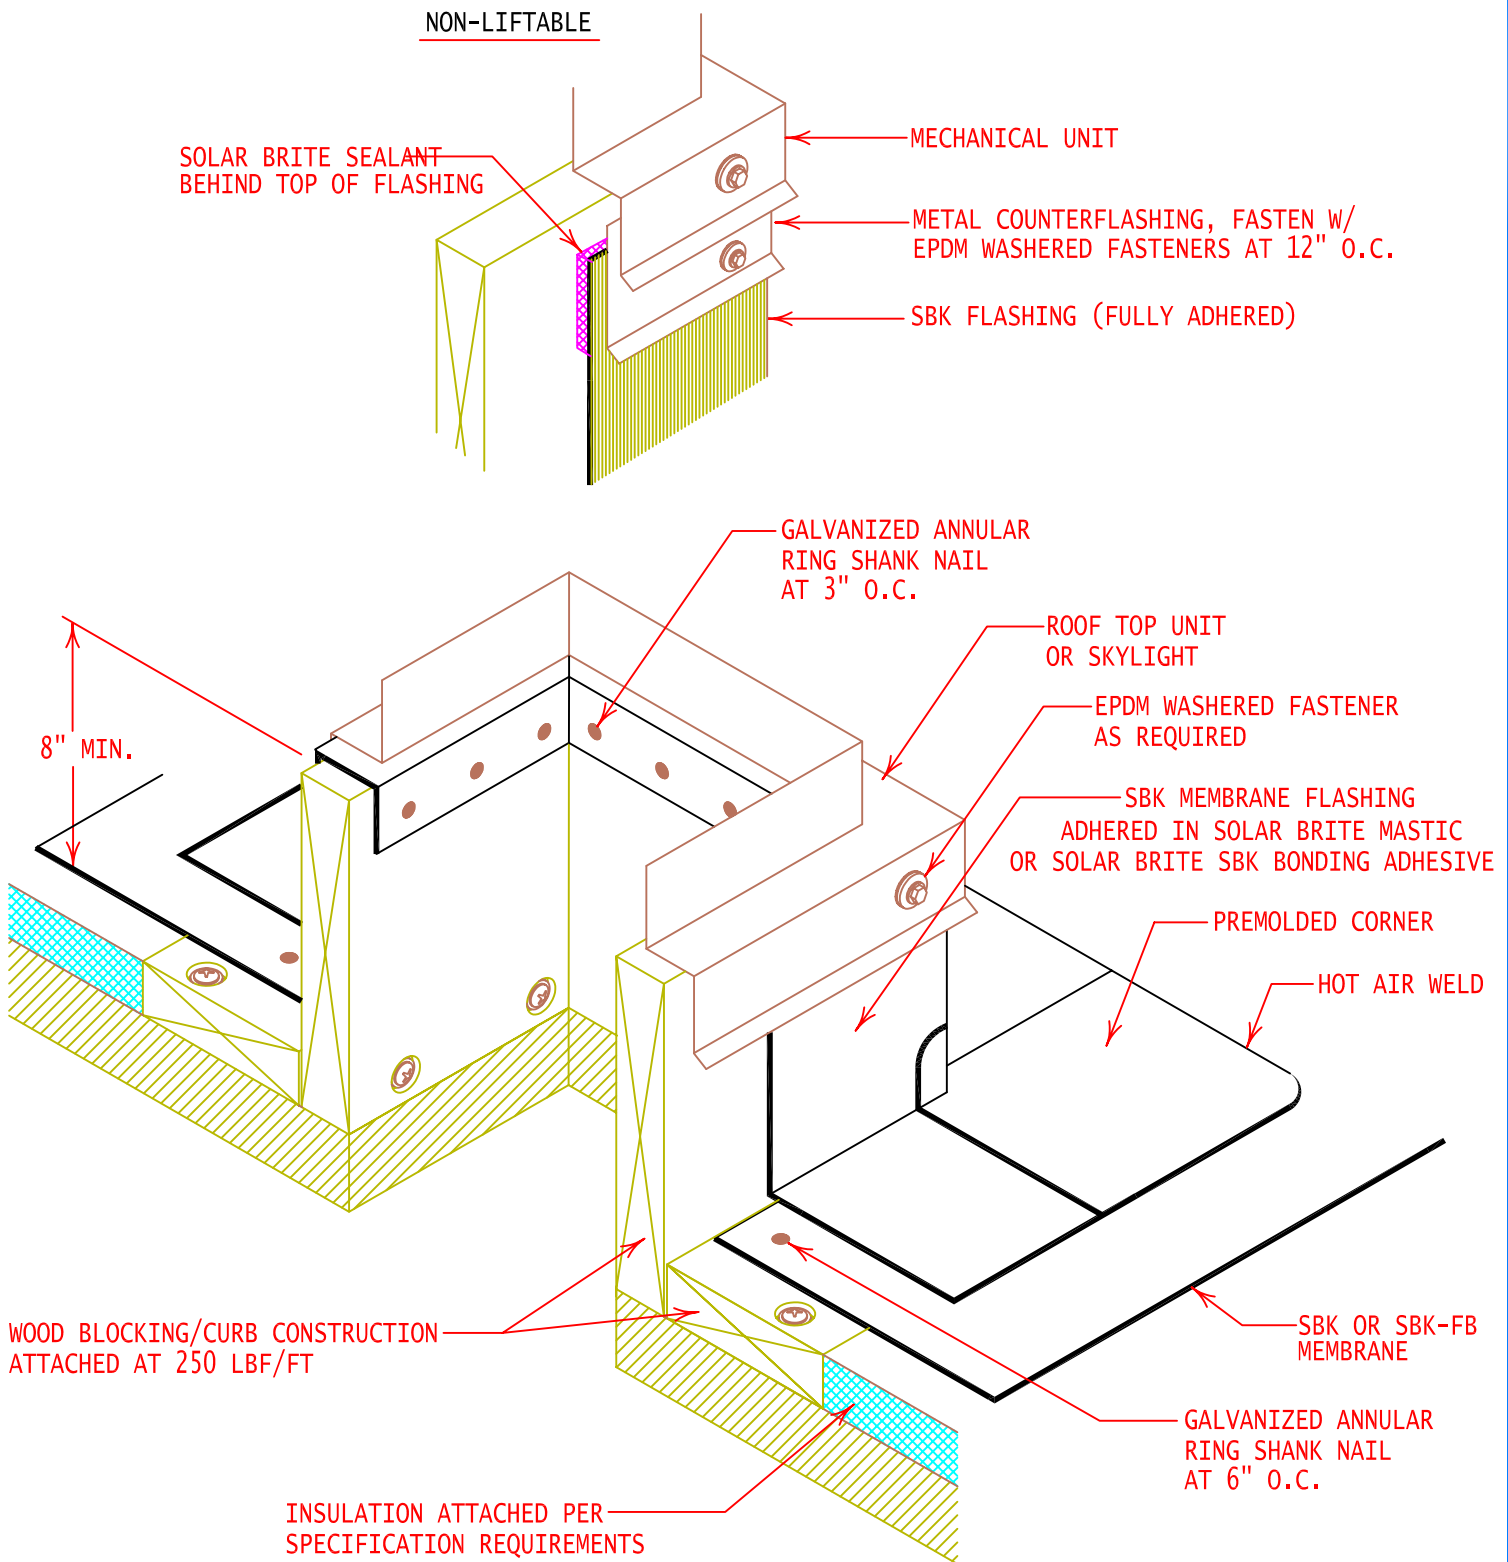 NON-LIFTABLE
SOLAR BRITE SEALANT
BEHIND TOP OF FLASHING
MECHANICAL UNIT
METAL COUNTERFLASHING, FASTEN W/
EPDM WASHERED FASTENERS AT 12" O.C.
SBK FLASHING (FULLY ADHERED)
GALVANIZED ANNULAR
RING SHANK NAIL
AT 3" O.C.
ROOF TOP UNIT
OR SKYLIGHT
EPDM WASHERED FASTENER
AS REQUIRED
8" MIN.
SBK MEMBRANE FLASHING
ADHERED IN SOLAR BRITE MASTIC
OR SOLAR BRITE SBK BONDING ADHESIVE
PREMOLDED CORNER
HOT AIR WELD
WOOD BLOCKING/CURB CONSTRUCTION
ATTACHED AT 250 LBF/FT
SBK OR SBK-FB
MEMBRANE
GALVANIZED ANNULAR
RING SHANK NAIL
AT 6" O.C.
INSULATION ATTACHED PER
SPECIFICATION REQUIREMENTS